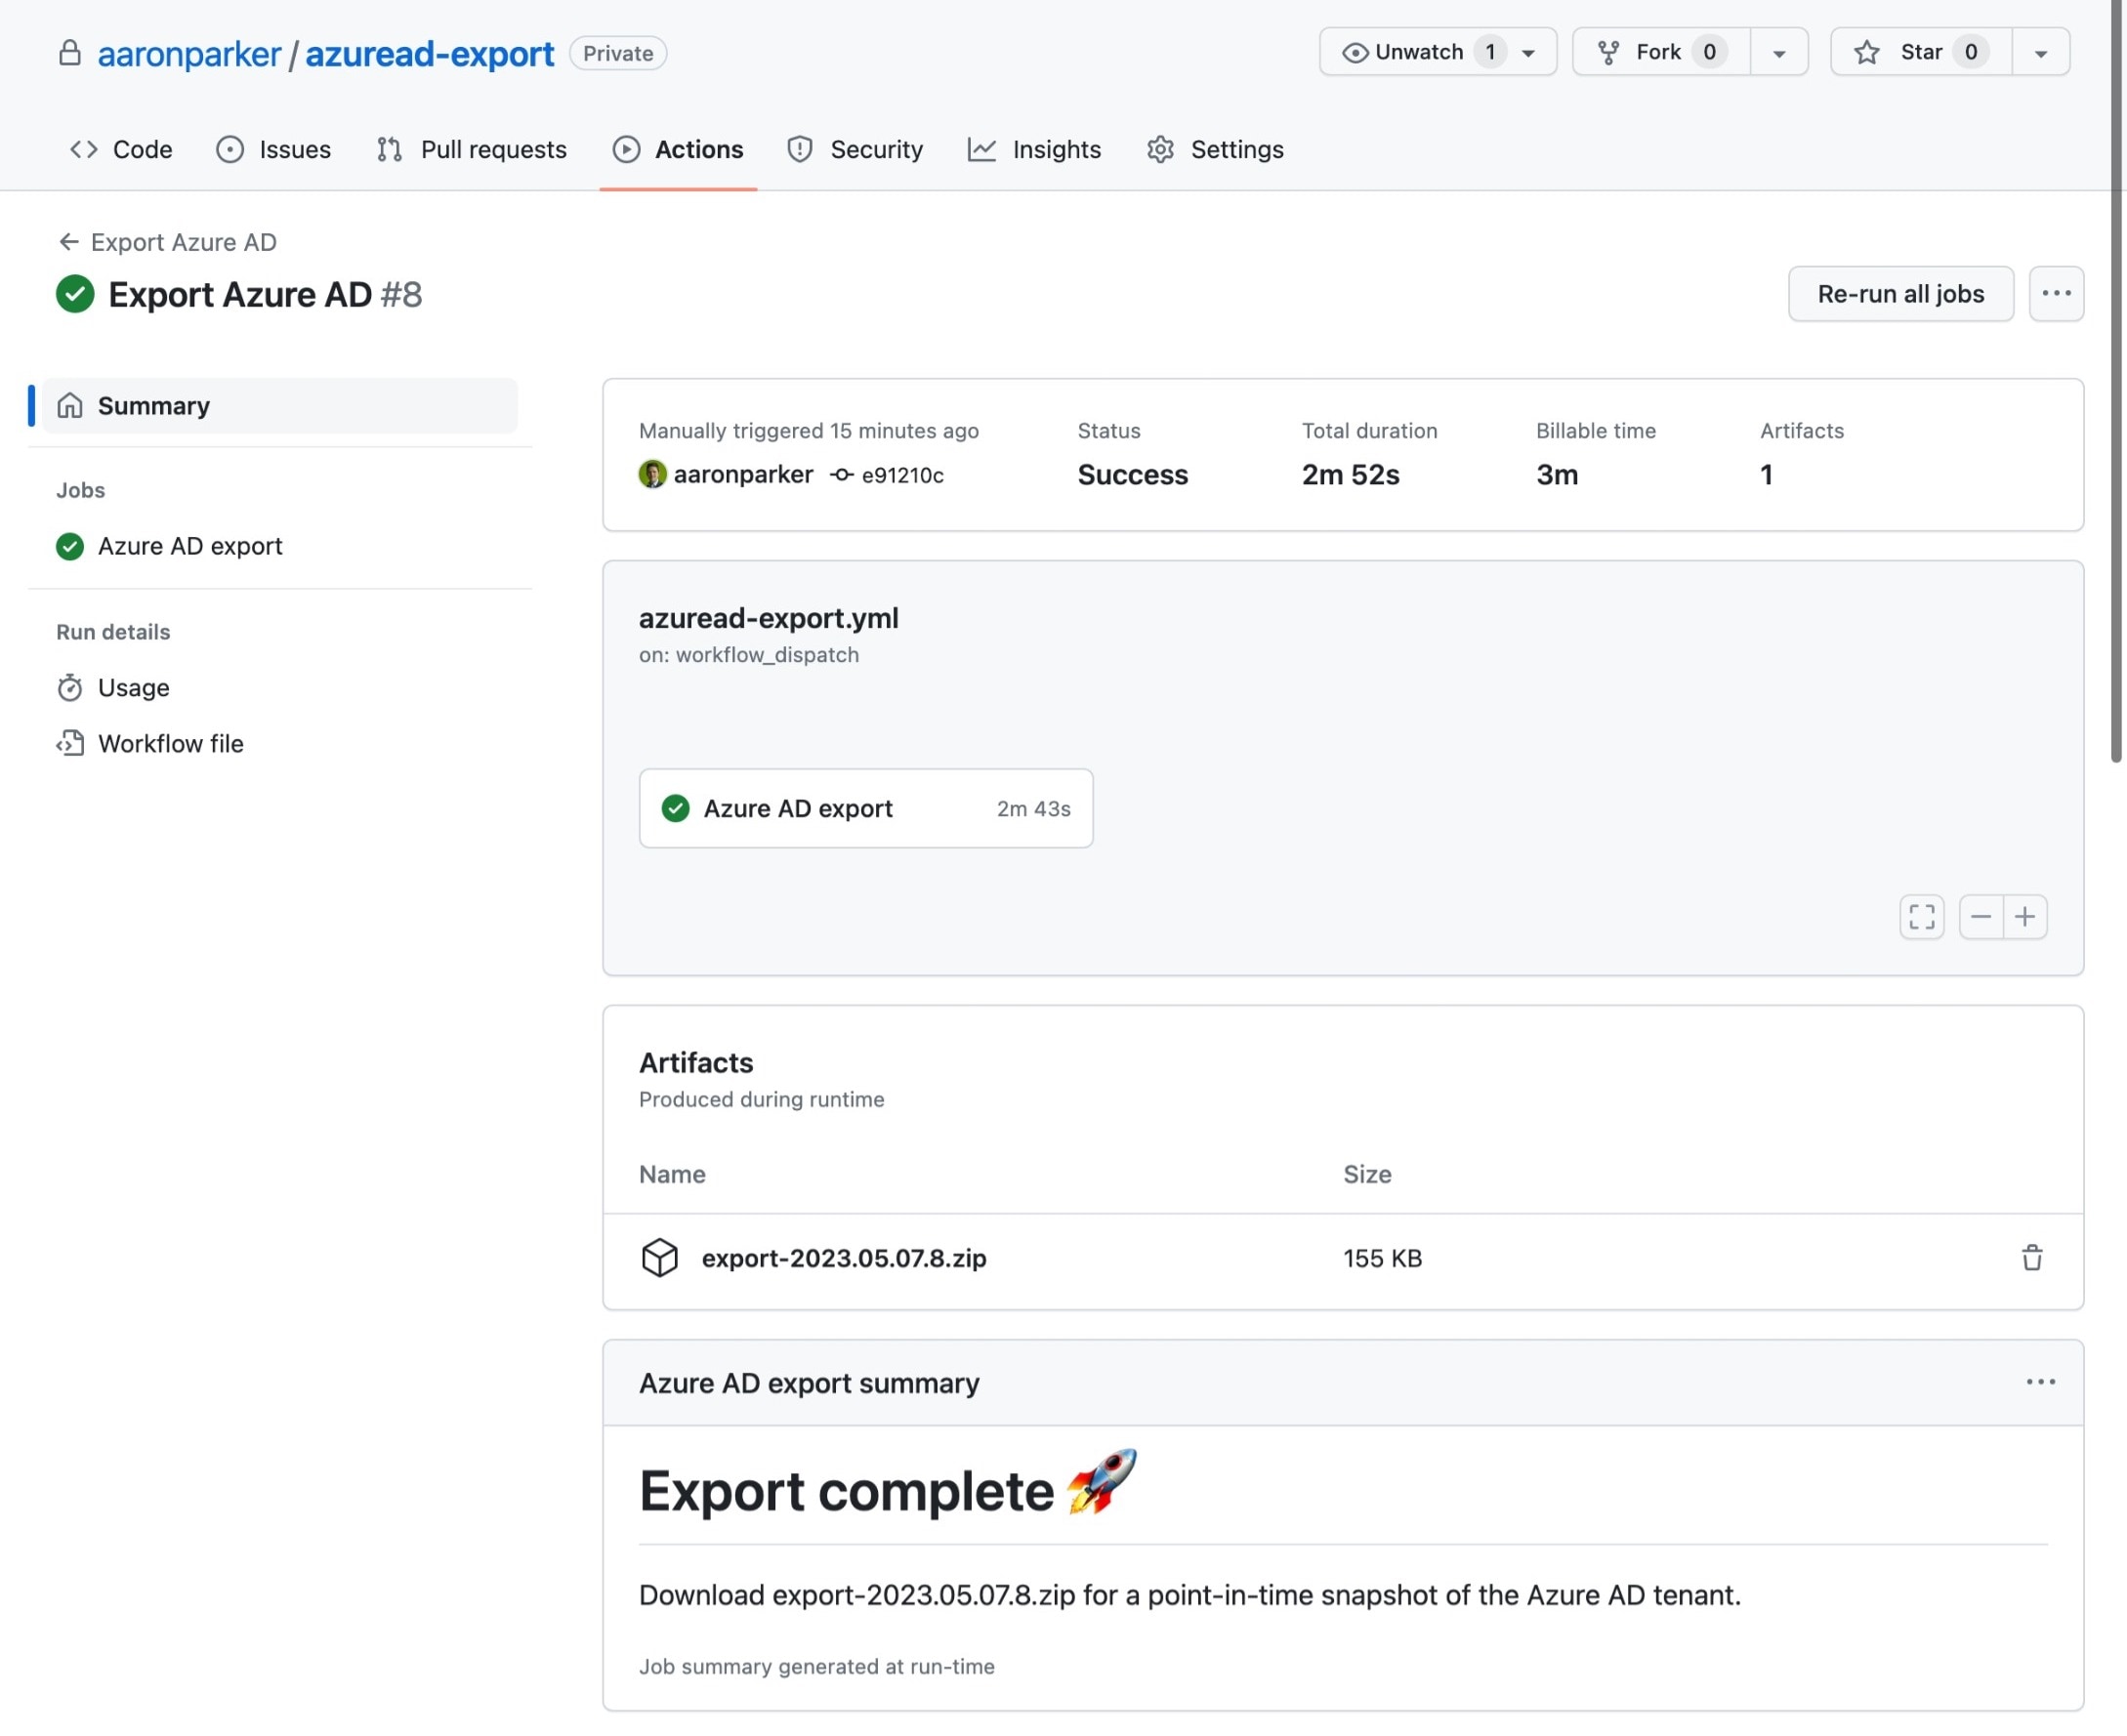 aaronparker / azuread-export Private Unwatch 1 Fork 0 Star 0
Code Issues Pull requests Actions Security Insights Settings
Export Azure AD
Export Azure AD #8
Re-run all jobs
Summary
Jobs
Azure AD export
Run details
Usage
Workflow file
Manually triggered 15 minutes ago Status Total duration Billable time Artifacts
aaronparker e91210c Success 2m 52s 3m 1
azuread-export.yml
on: workflow_dispatch
Azure AD export 2m 43s
Artifacts
Produced during runtime
Name Size
export-2023.05.07.8.zip 155 KB
Azure AD export summary
Export complete 🚀
Download export-2023.05.07.8.zip for a point-in-time snapshot of the Azure AD tenant.
Job summary generated at run-time